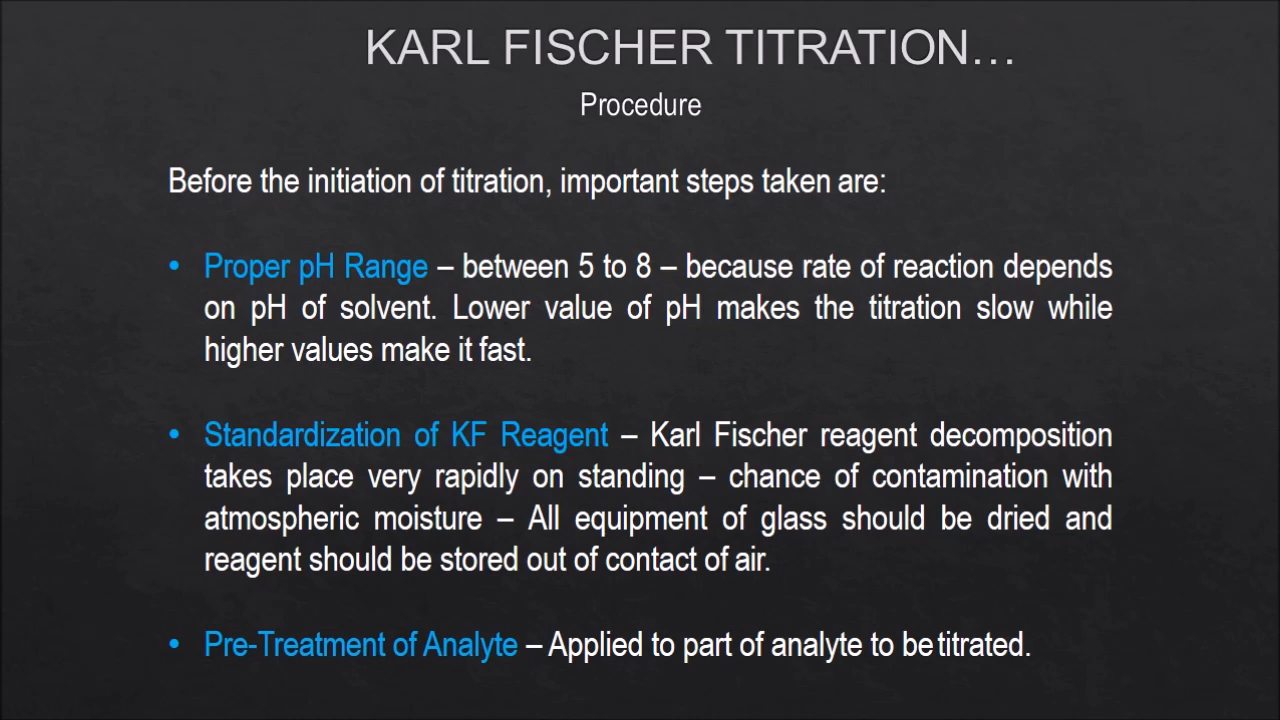 KARL FISCHER TITRATION…
Procedure
Before the initiation of titration, important steps taken are:
• Proper pH Range – between 5 to 8 – because rate of reaction depends
on pH of solvent. Lower value of pH makes the titration slow while
higher values make it fast.
• Standardization of KF Reagent – Karl Fischer reagent decomposition
takes place very rapidly on standing – chance of contamination with
atmospheric moisture – All equipment of glass should be dried and
reagent should be stored out of contact of air.
• Pre-Treatment of Analyte – Applied to part of analyte to be titrated.